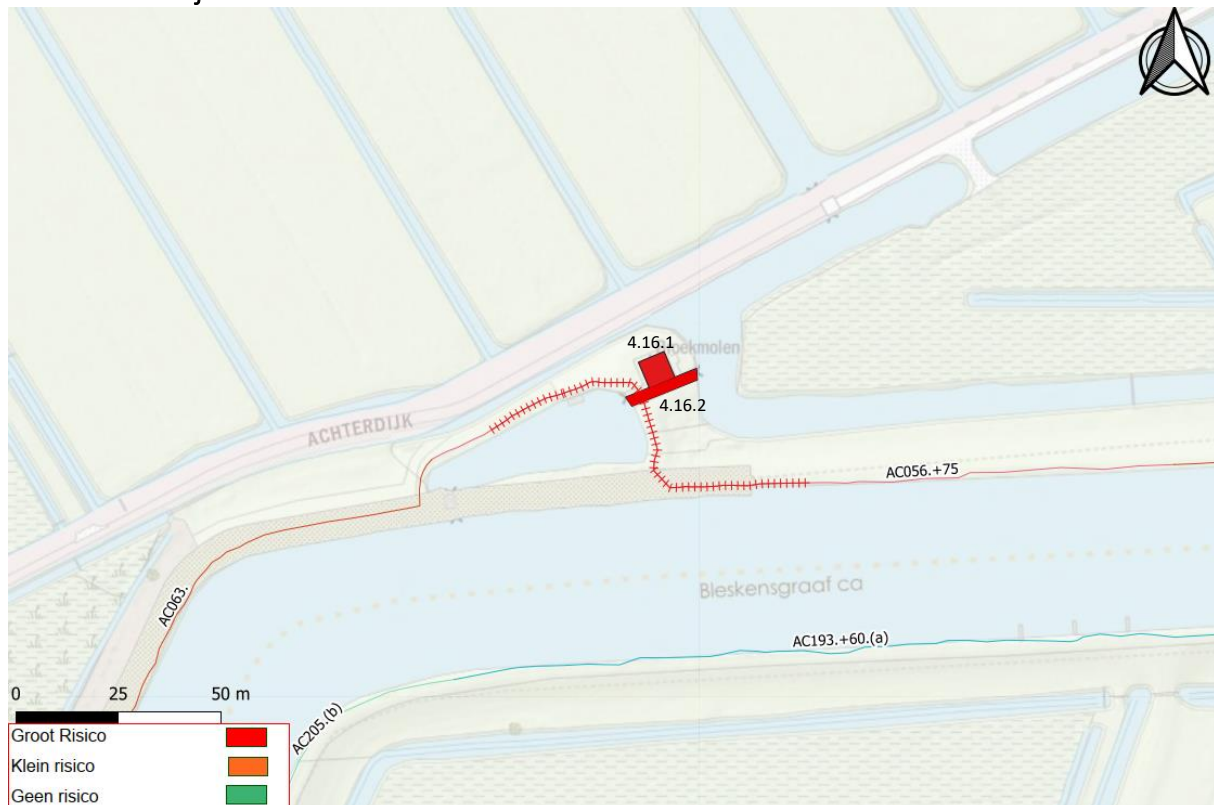 4.16.1
4.16.2
ACHTERDIJK
AC056.+75
AC063.
Bleskensgraaf ca
AC193.+60.(a)
AC205.(b)
0 25 50 m
Groot Risico
Klein risico
Geen risico